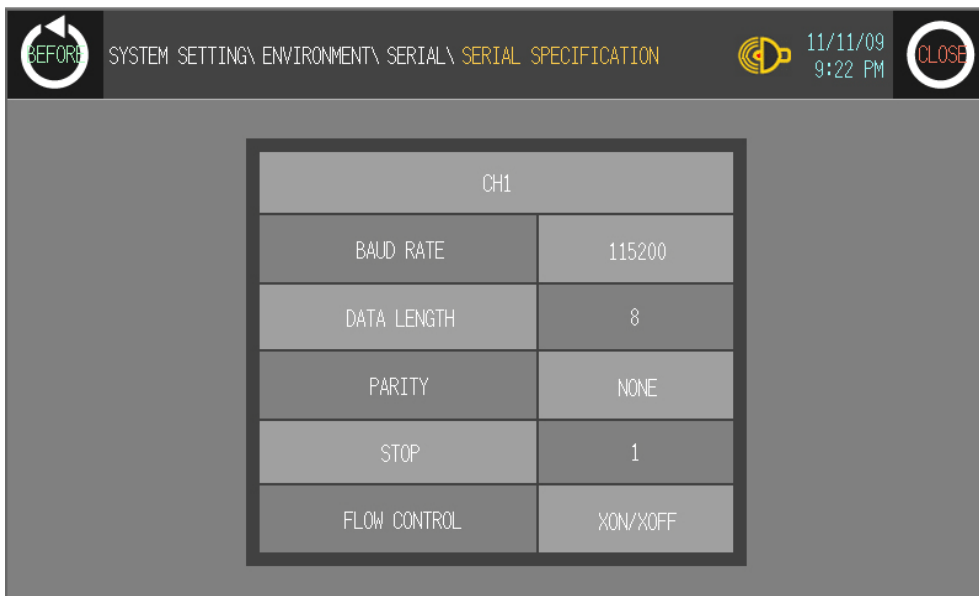 BEFORE
SYSTEM SETTING\ ENVIRONMENT\ SERIAL\ SERIAL SPECIFICATION
11/11/09
9:22 PM
CLOSE
CH1
BAUD RATE 115200
DATA LENGTH 8
PARITY NONE
STOP 1
FLOW CONTROL XON/XOFF